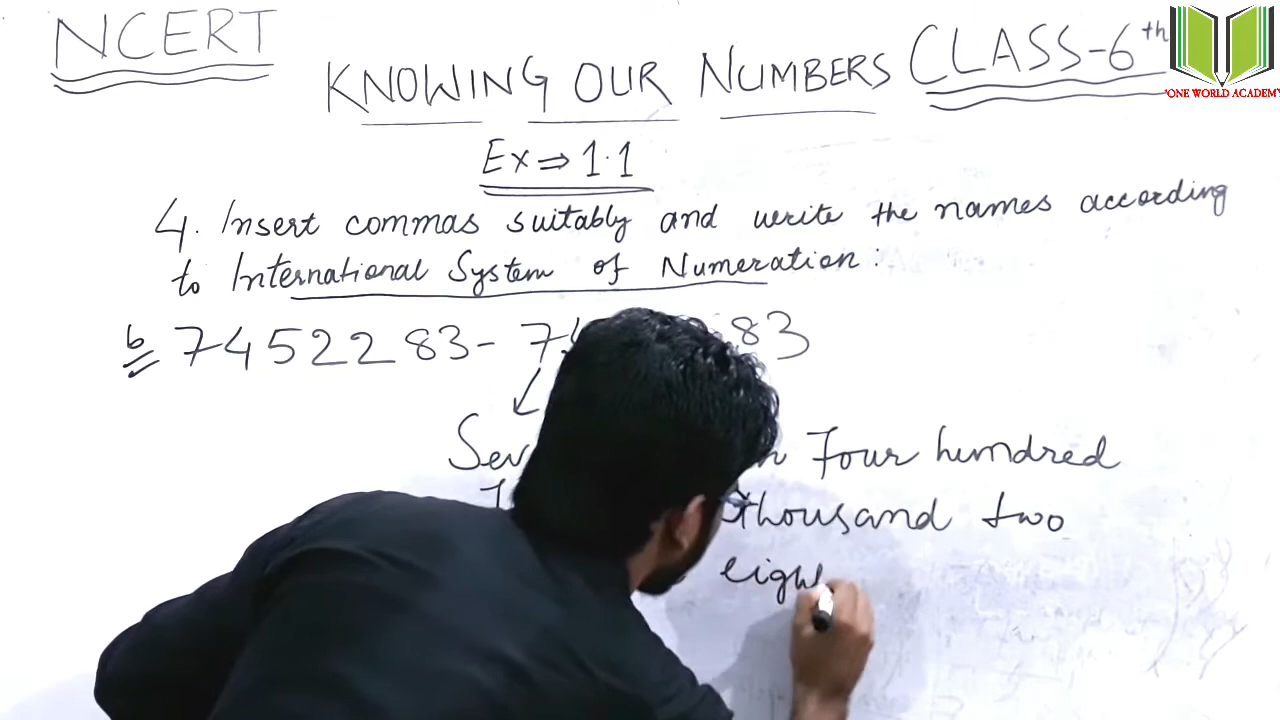 NCERT
KNOWING OUR NUMBERS CLASS-6th
'ONE WORLD ACADEMY
Ex ⇒ 1.1
4. Insert commas suitably and write the names according
to International System of Numeration :
b 74522283- 7 83
Four hundred
thousand two